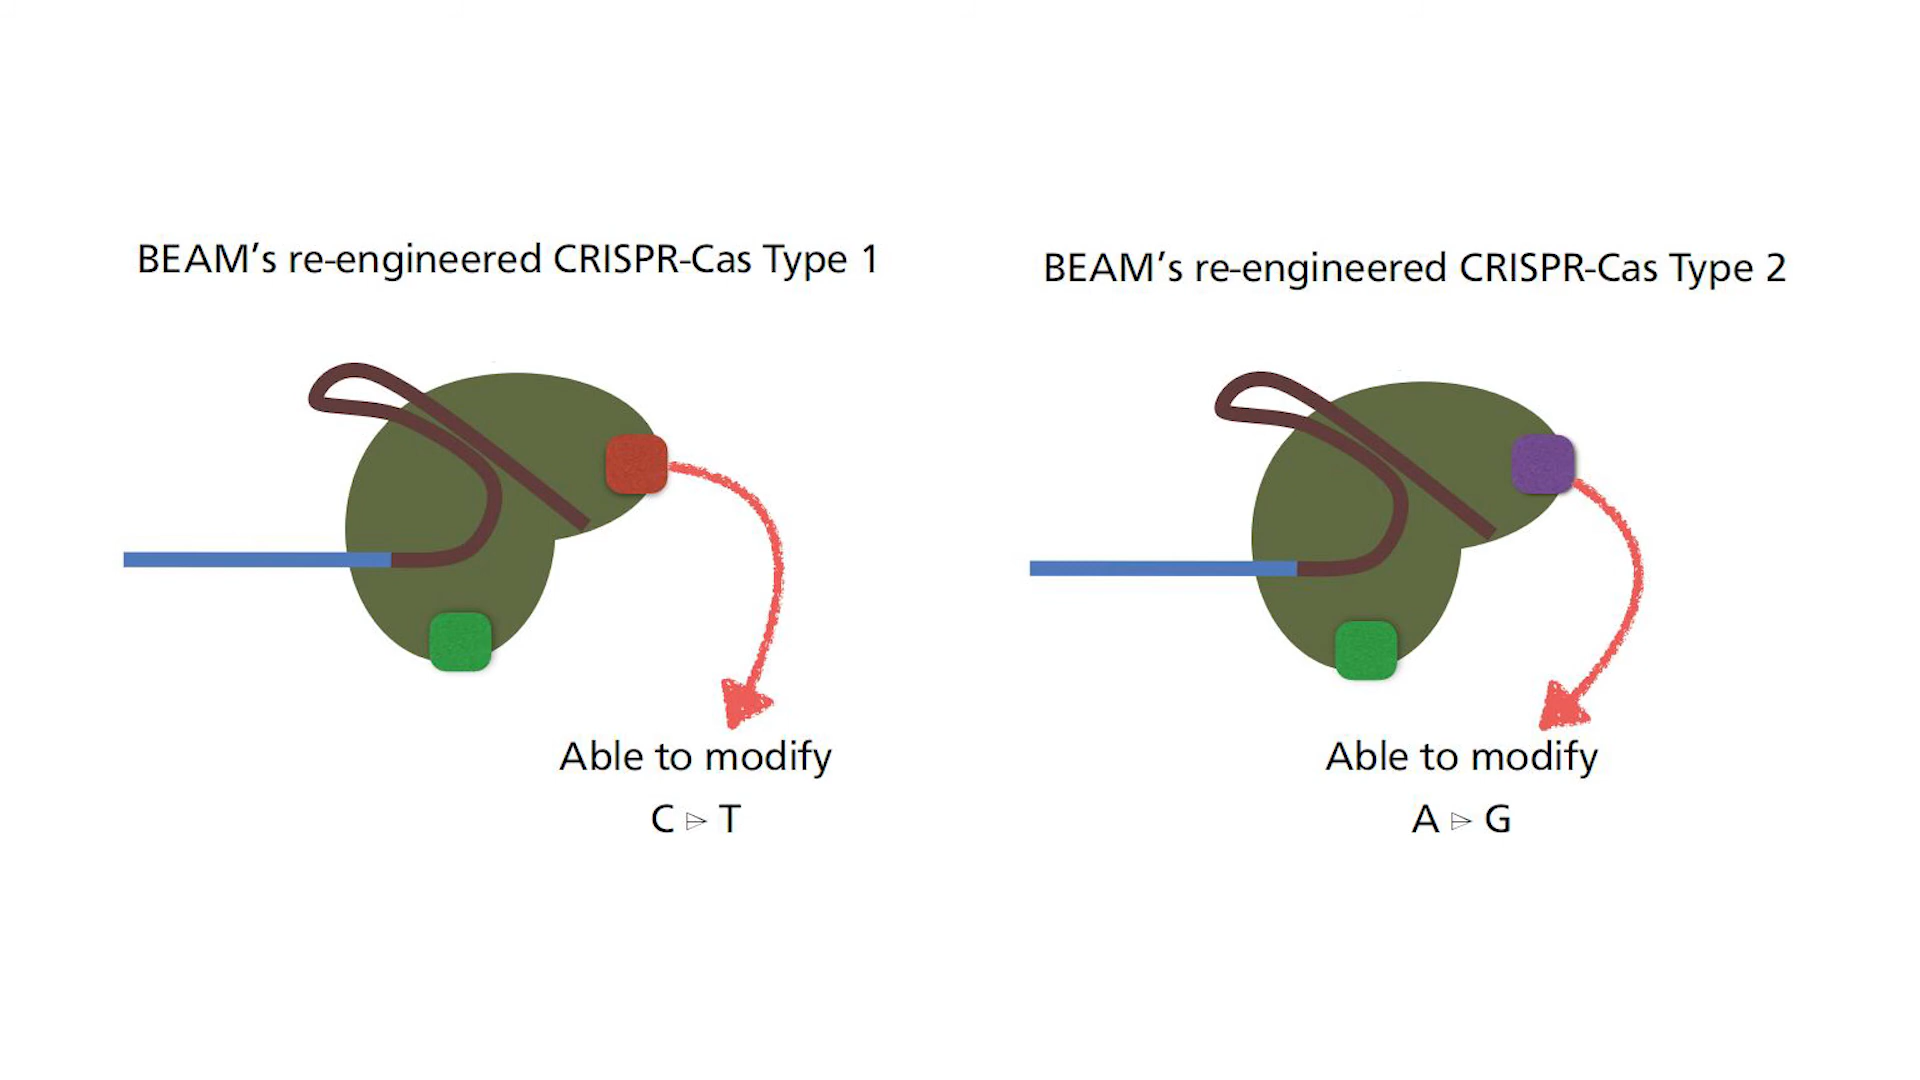 BEAM’s re-engineered CRISPR-Cas Type 1
Able to modify
C ▻ T
BEAM’s re-engineered CRISPR-Cas Type 2
Able to modify
A ▻ G